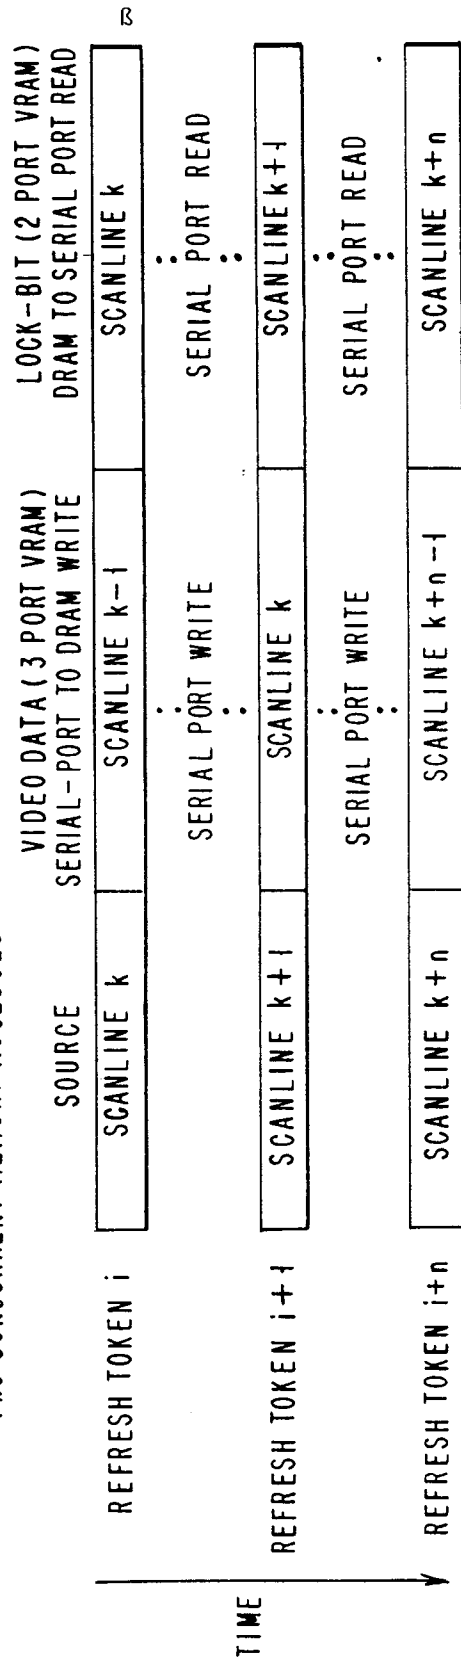 SOURCE
VIDEO DATA (3 PORT VRAM)
SERIAL-PORT TO DRAM WRITE
LOCK-BIT (2 PORT VRAM)
DRAM TO SERIAL PORT READ
REFRESH TOKEN i
SCANLINE k
SCANLINE k-1
SCANLINE k
ß
SERIAL PORT WRITE
SERIAL PORT READ
REFRESH TOKEN i+1
SCANLINE k+1
SCANLINE k
SCANLINE k+1
SERIAL PORT WRITE
SERIAL PORT READ
REFRESH TOKEN i+n
SCANLINE k+n
SCANLINE k+n-1
SCANLINE k+n
TIME